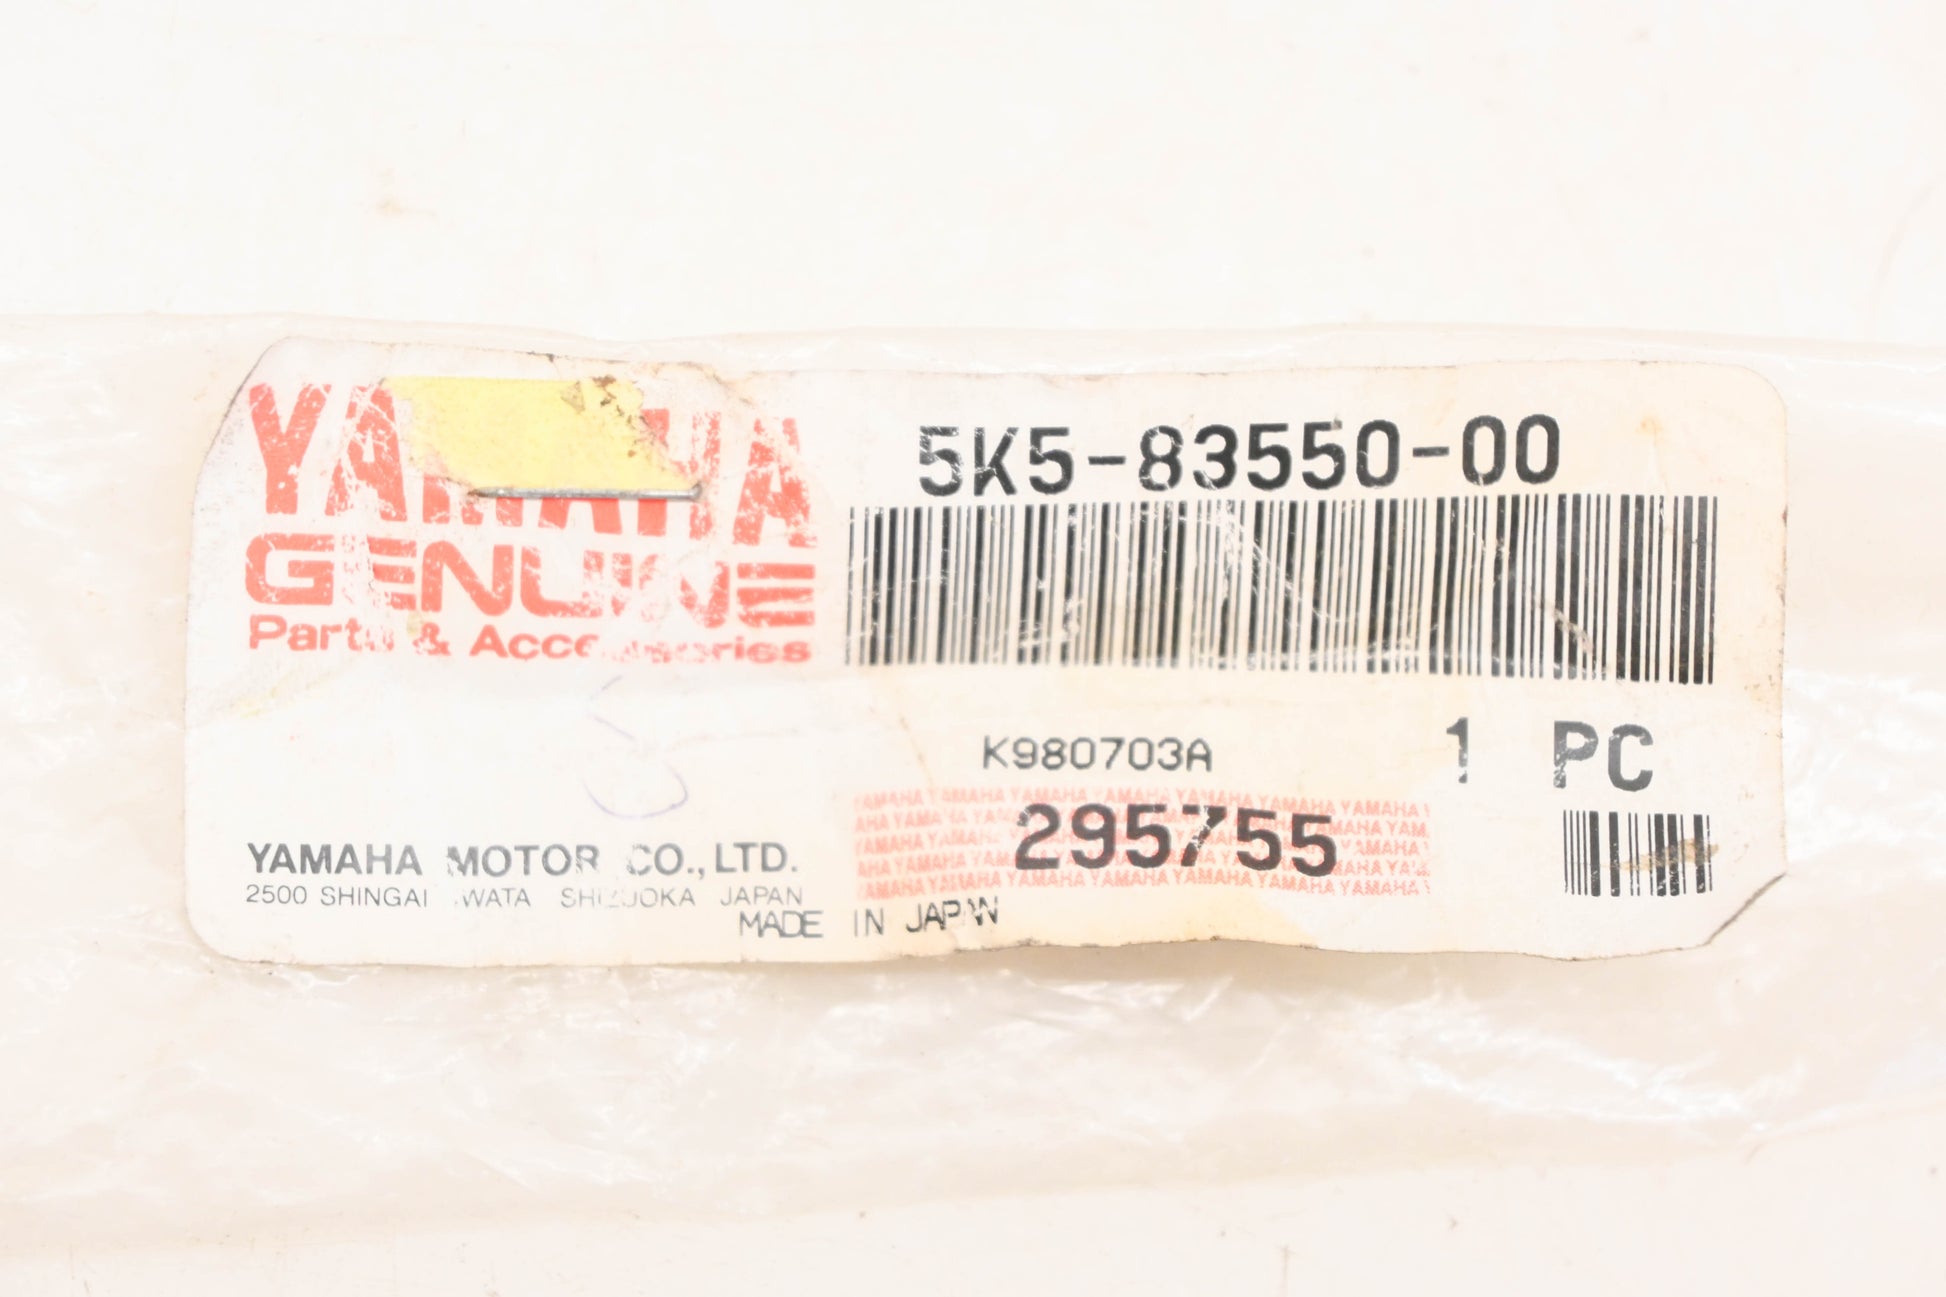 YAMAHA
GENUINE
Parts & Accessories
5K5-83550-00
K980703A
1 PC
295755
YAMAHA MOTOR CO., LTD.
2500 SHINGAI IWATA SHIZUOKA JAPAN
MADE IN JAPAN